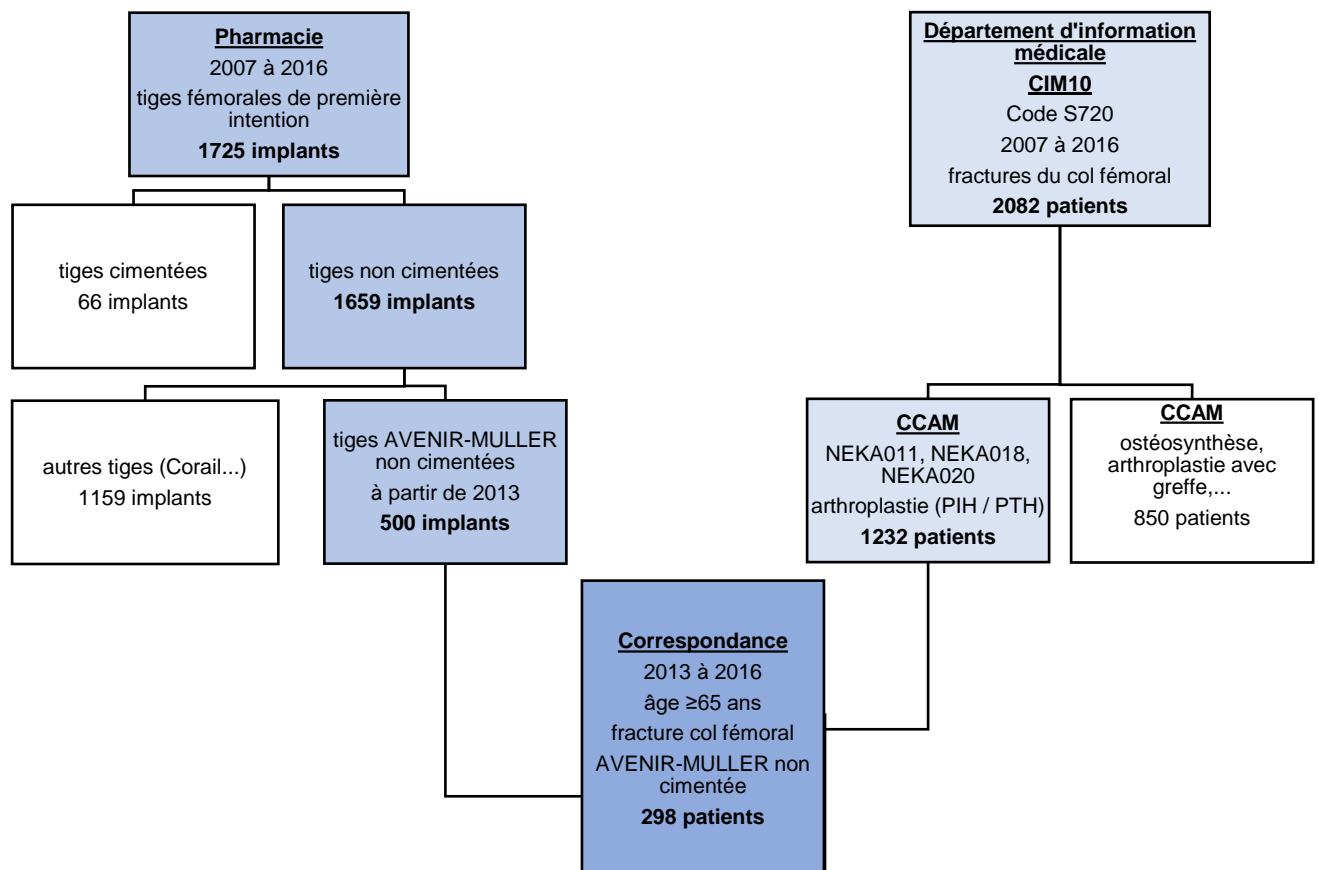 Pharmacie
2007 à 2016
tiges fémorales de première
intention
1725 implants
Département d'information
médicale
CIM10
Code S720
2007 à 2016
fractures du col fémoral
2082 patients
tiges cimentées
66 implants
tiges non cimentées
1659 implants
autres tiges (Corail...)
1159 implants
tiges AVENIR-MULLER
non cimentées
à partir de 2013
500 implants
CCAM
NEKA011, NEKA018,
NEKA020
arthroplastie (PIH / PTH)
1232 patients
CCAM
ostéosynthèse,
arthroplastie avec
greffe,...
850 patients
Correspondance
2013 à 2016
âge ≥65 ans
fracture col fémoral
AVENIR-MULLER non
cimentée
298 patients